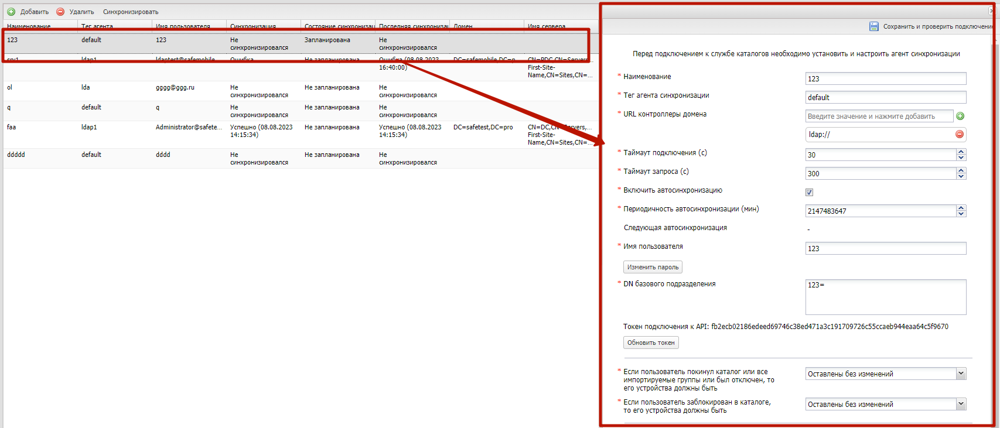 Добавить Удалить Синхронизировать
Наименование Тег агента Имя пользователя Синхронизация Состояние синхронизац Последняя синхронизац Домен Имя сервера
123 default 123 Не Запланирована Не
синхронизировался синхронизировался
srv1 ldap1 ldaptest@safemobile... Ошибка Не запланирована Ошибка (08.08.2023 DC=safemobile,DC=p... CN=PDC,CN=Servers...
16:40:00) First-Site-
Name,CN=Sites,CN=...
ol lda gggg@ggg.ru Не Не запланирована Не
синхронизировался синхронизировался
q default q Не Не запланирована Не
синхронизировался синхронизировался
faa ldap1 Administrator@safete... Успешно (08.08.2023 Не запланирована Успешно (08.08.2023 DC=safetest,DC=pro CN=DC,CN=Servers,...
14:15:34) 14:15:34) First-Site-
Name,CN=Sites,CN=...
ddddd default dddd Не Не запланирована Не
синхронизировался синхронизировался
Сохранить и проверить подключение
Перед подключением к службе каталогов необходимо установить и настроить агент синхронизации
* Наименование 123
* Тег агента синхронизации default
* URL контроллеры домена Введите значение и нажмите добавить
ldap://
* Таймаут подключения (с) 30
* Таймаут запроса (с) 300
* Включить автосинхронизацию
* Периодичность автосинхронизации (мин) 2147483647
Следующая автосинхронизация -
* Имя пользователя 123
Изменить пароль
* DN базового подразделения 123=
Токен подключения к API: fb2ecb02186edeed69746c38ed471a3c191709726c55ccaeb944eaa64c5f9670
Обновить токен
* Если пользователь покинул каталог или все Оставлены без изменений
импортируемые группы или был отключен, то
его устройства должны быть
* Если пользователь заблокирован в каталоге, Оставлены без изменений
то его устройства должны быть